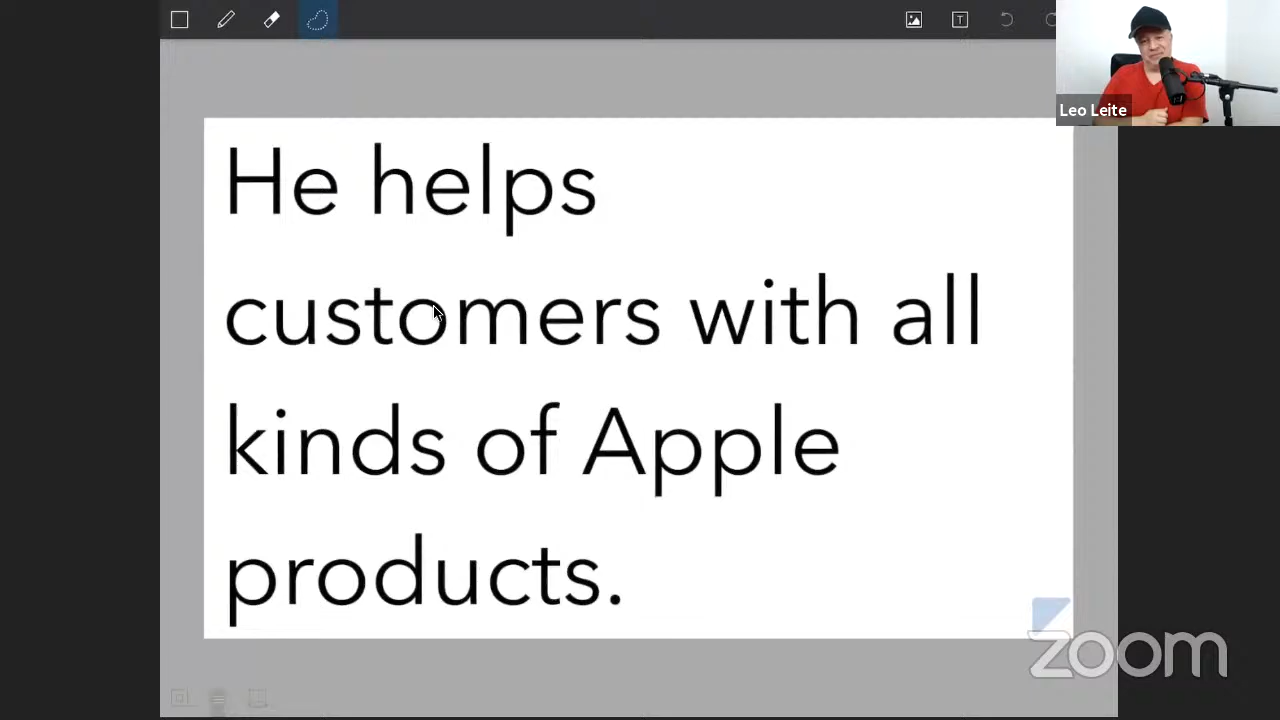 Leo Leite
He helps
customers with all
kinds of Apple
products.
zoom